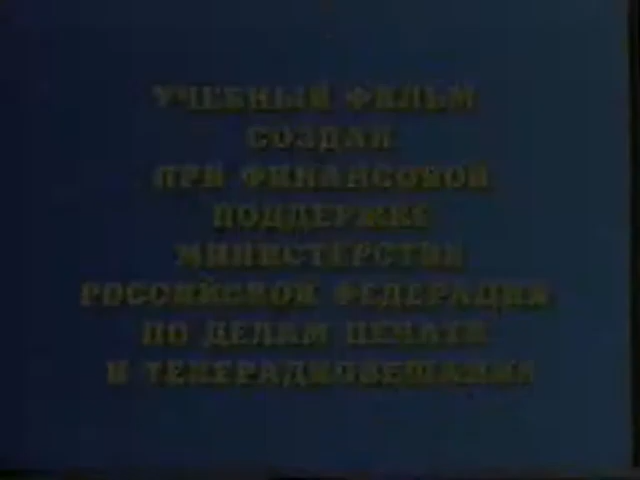 УЧЕБНЫЙ ФИЛЬМ
СОЗДАН
ПРИ ФИНАНСОВОЙ
ПОДДЕРЖКЕ
МИНИСТЕРСТВА
РОССИЙСКОЙ ФЕДЕРАЦИИ
ПО ДЕЛАМ ПЕЧАТИ
И ТЕЛЕРАДИОВЕЩАНИЯ